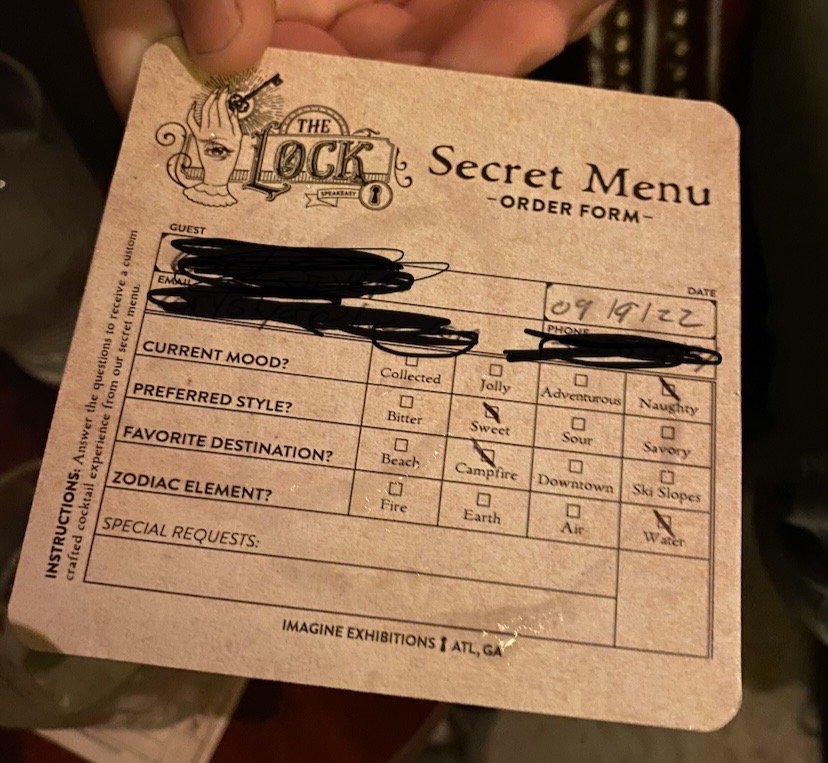 THE
LOCK
SPEAKEASY
Secret Menu
-ORDER FORM-
GUEST
DATE
09/9/22
EMAIL
PHONE
CURRENT MOOD?
Collected Jolly Adventurous Naughty
PREFERRED STYLE?
Bitter Sweet Sour Savory
FAVORITE DESTINATION?
Beach Campfire Downtown Ski Slopes
ZODIAC ELEMENT?
Fire Earth Air Water
SPECIAL REQUESTS:
INSTRUCTIONS: Answer the questions to receive a custom
crafted cocktail experience from our secret menu.
IMAGINE EXHIBITIONS ATL, GA